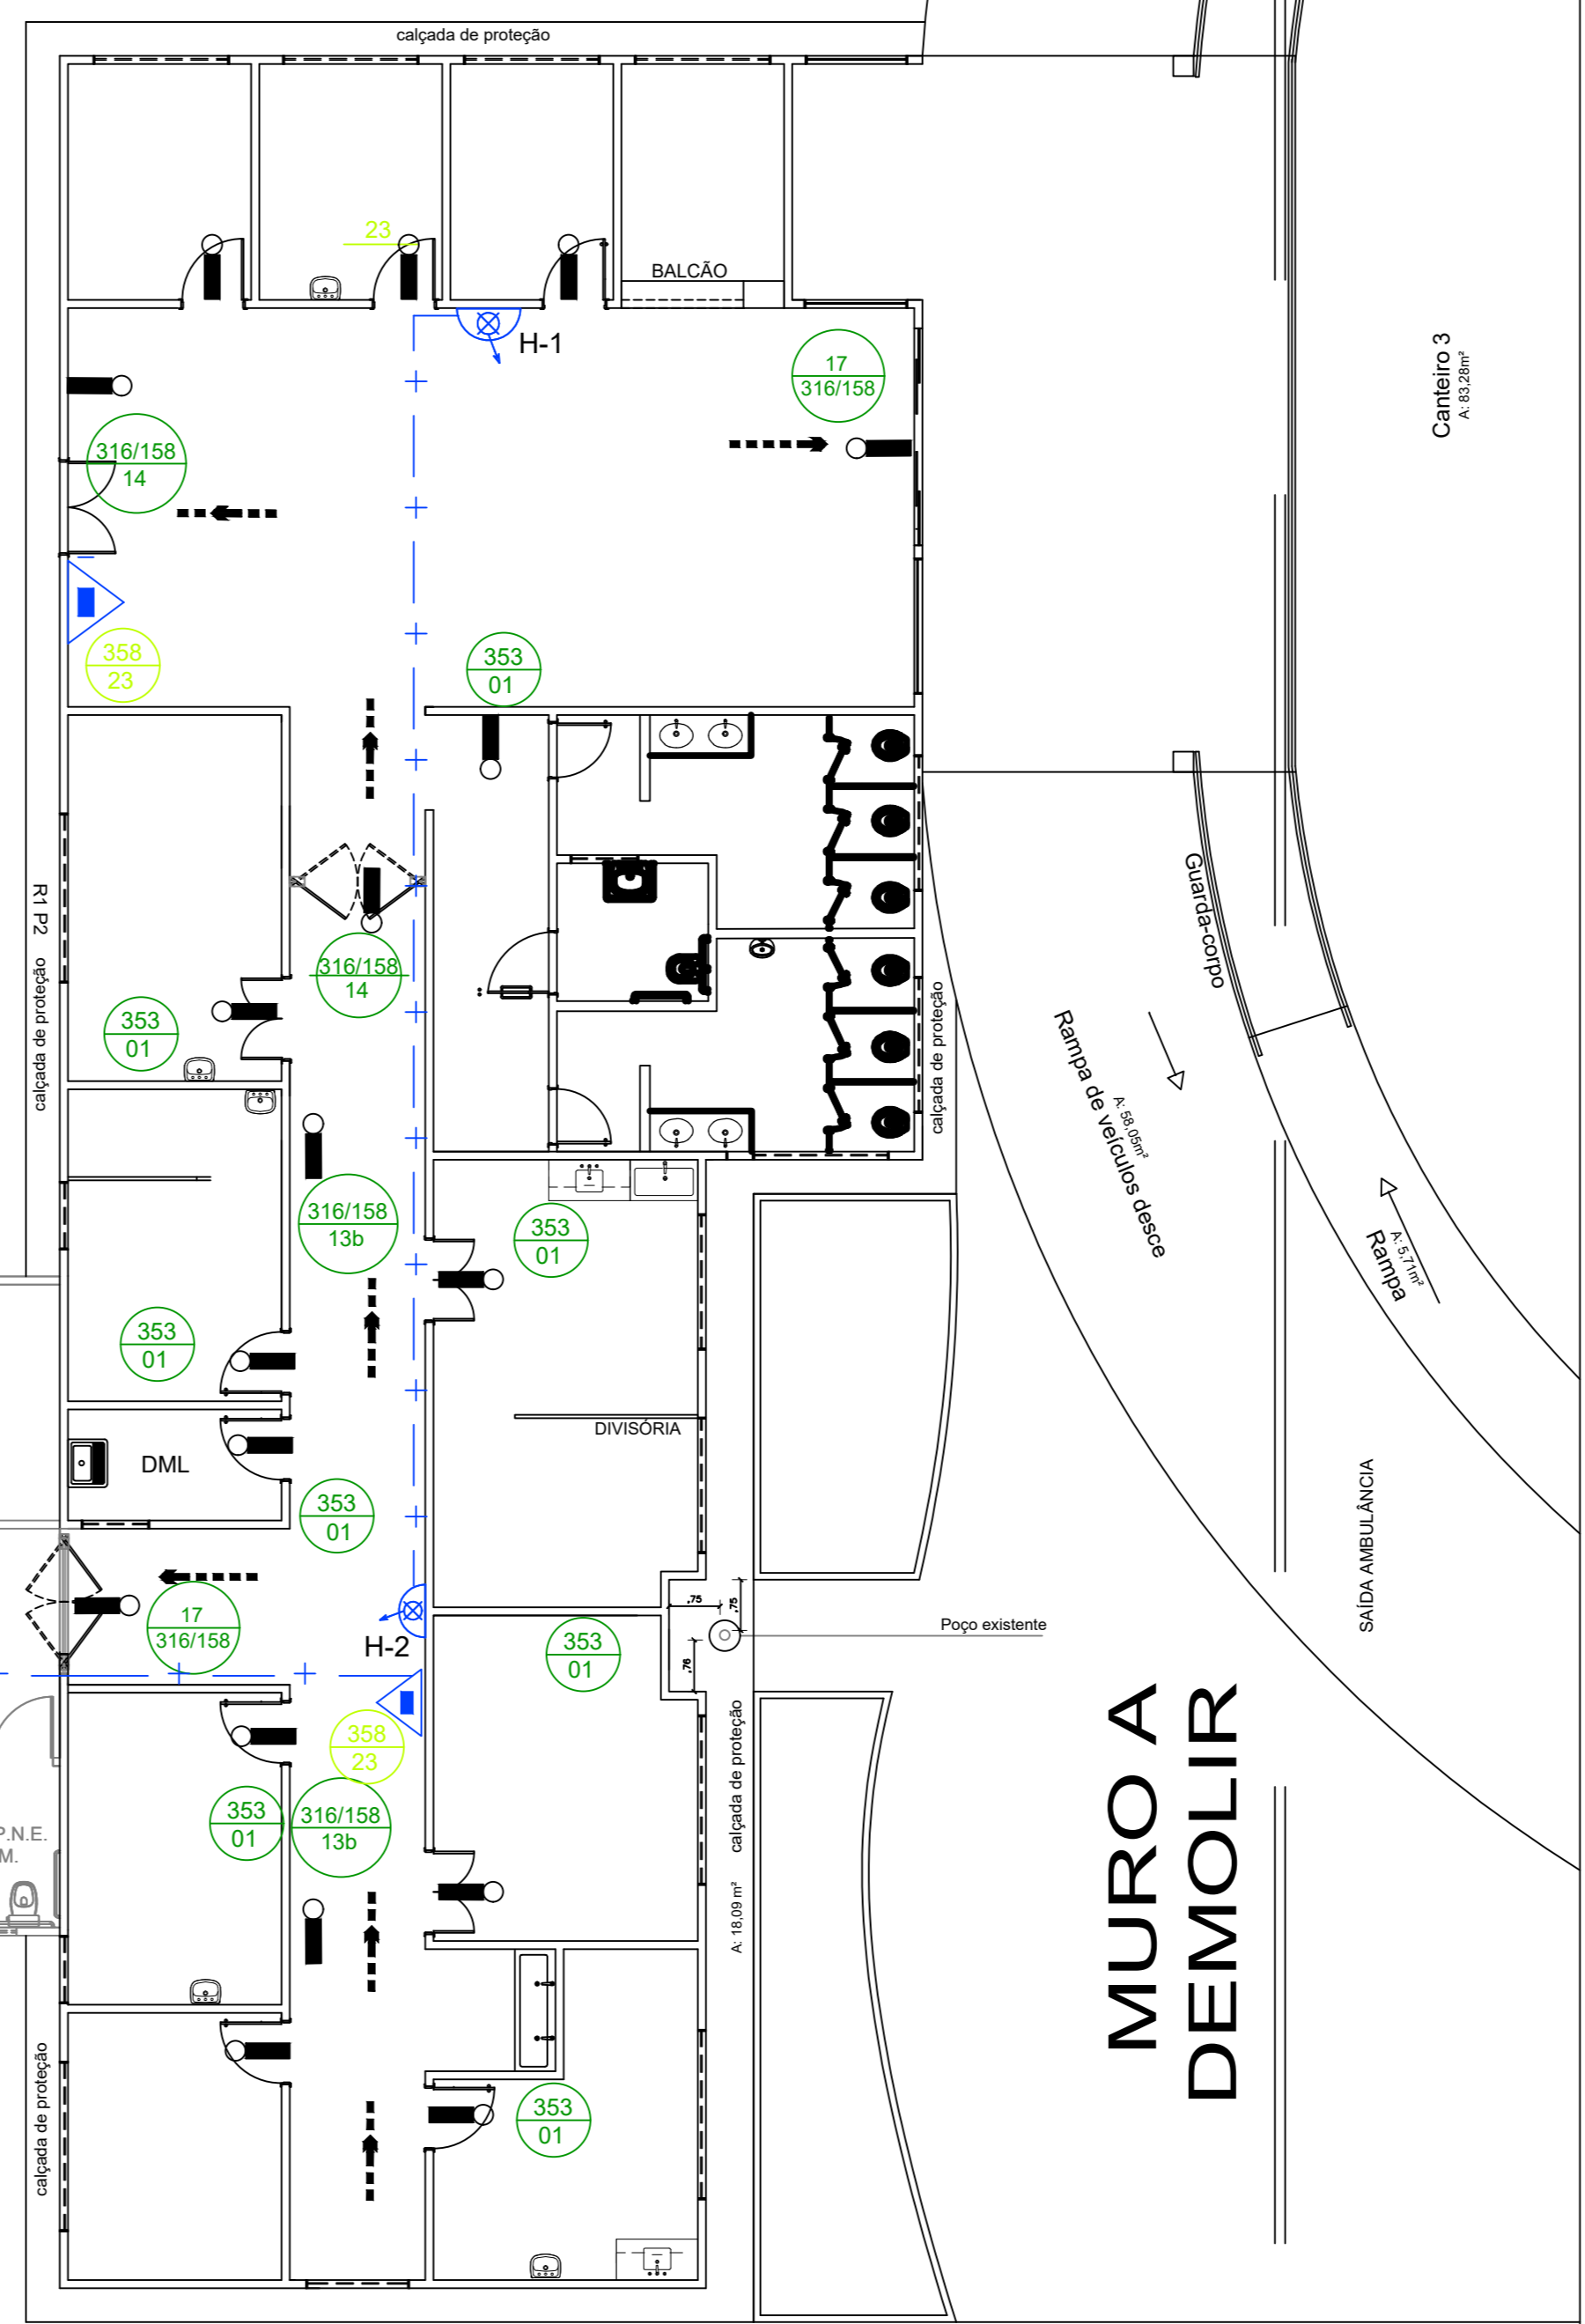 calçada de proteção
23
BALCÃO
H-1
17
316/158
Canteiro 3
A: 83,28m²
316/158
14
358
23
353
01
R1 P2
calçada de proteção
316/158
14
353
01
Guarda-corpo
calçada de proteção
Rampa de veículos desce
A: 58,05m²
316/158
13b
353
01
Rampa
A: 5,71m²
353
01
DIVISÓRIA
DML
353
01
SAÍDA AMBULÂNCIA
,75
,75
17
316/158
H-2
353
01
,76
Poço existente
358
23
MURO A
DEMOLIR
353
01
316/158
13b
P.N.E.
M.
calçada de proteção
A: 18,09 m²
calçada de proteção
353
01